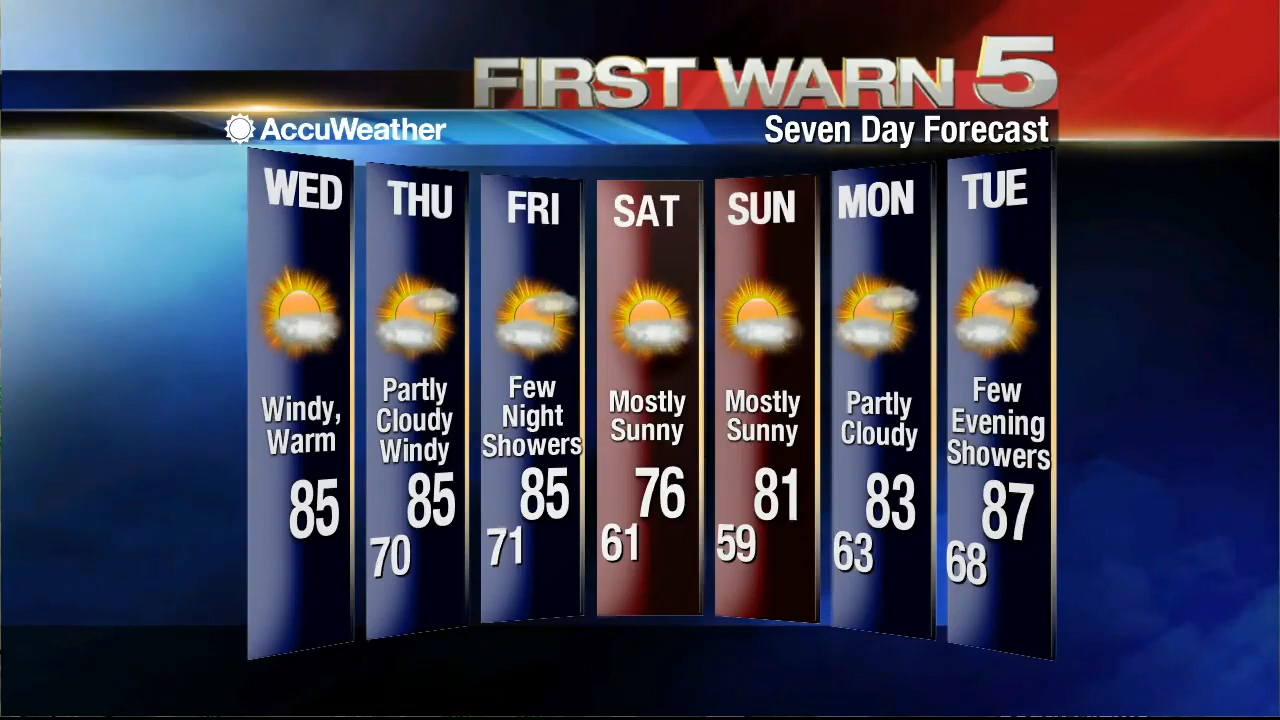 FIRST WARN 5
AccuWeather
Seven Day Forecast
WED
Windy,
Warm
85
THU
Partly
Cloudy
Windy
85
70
FRI
Few
Night
Showers
85
71
SAT
Mostly
Sunny
76
61
SUN
Mostly
Sunny
81
59
MON
Partly
Cloudy
83
63
TUE
Few
Evening
Showers
87
68